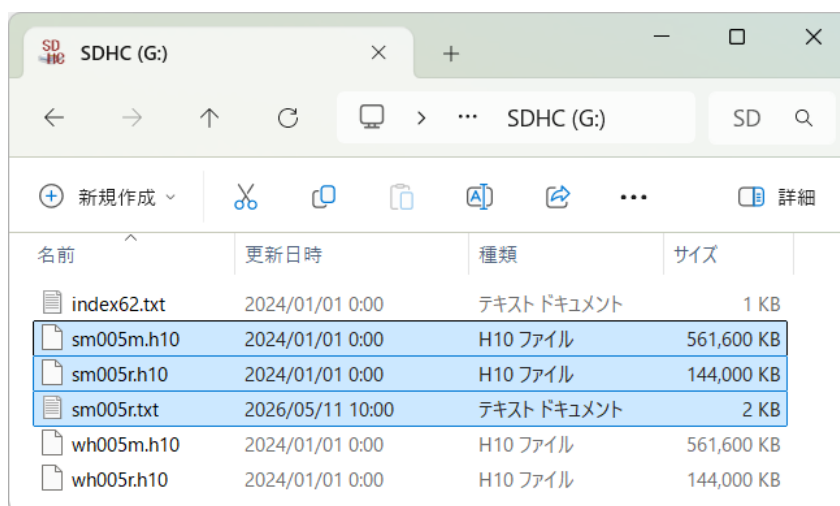 SD HC SDHC (G:)
SDHC (G:) SD
新規作成 詳細
名前 更新日時 種類 サイズ
index62.txt 2024/01/01 0:00 テキスト ドキュメント 1 KB
sm005m.h10 2024/01/01 0:00 H10 ファイル 561,600 KB
sm005r.h10 2024/01/01 0:00 H10 ファイル 144,000 KB
sm005r.txt 2026/05/11 10:00 テキスト ドキュメント 2 KB
wh005m.h10 2024/01/01 0:00 H10 ファイル 561,600 KB
wh005r.h10 2024/01/01 0:00 H10 ファイル 144,000 KB